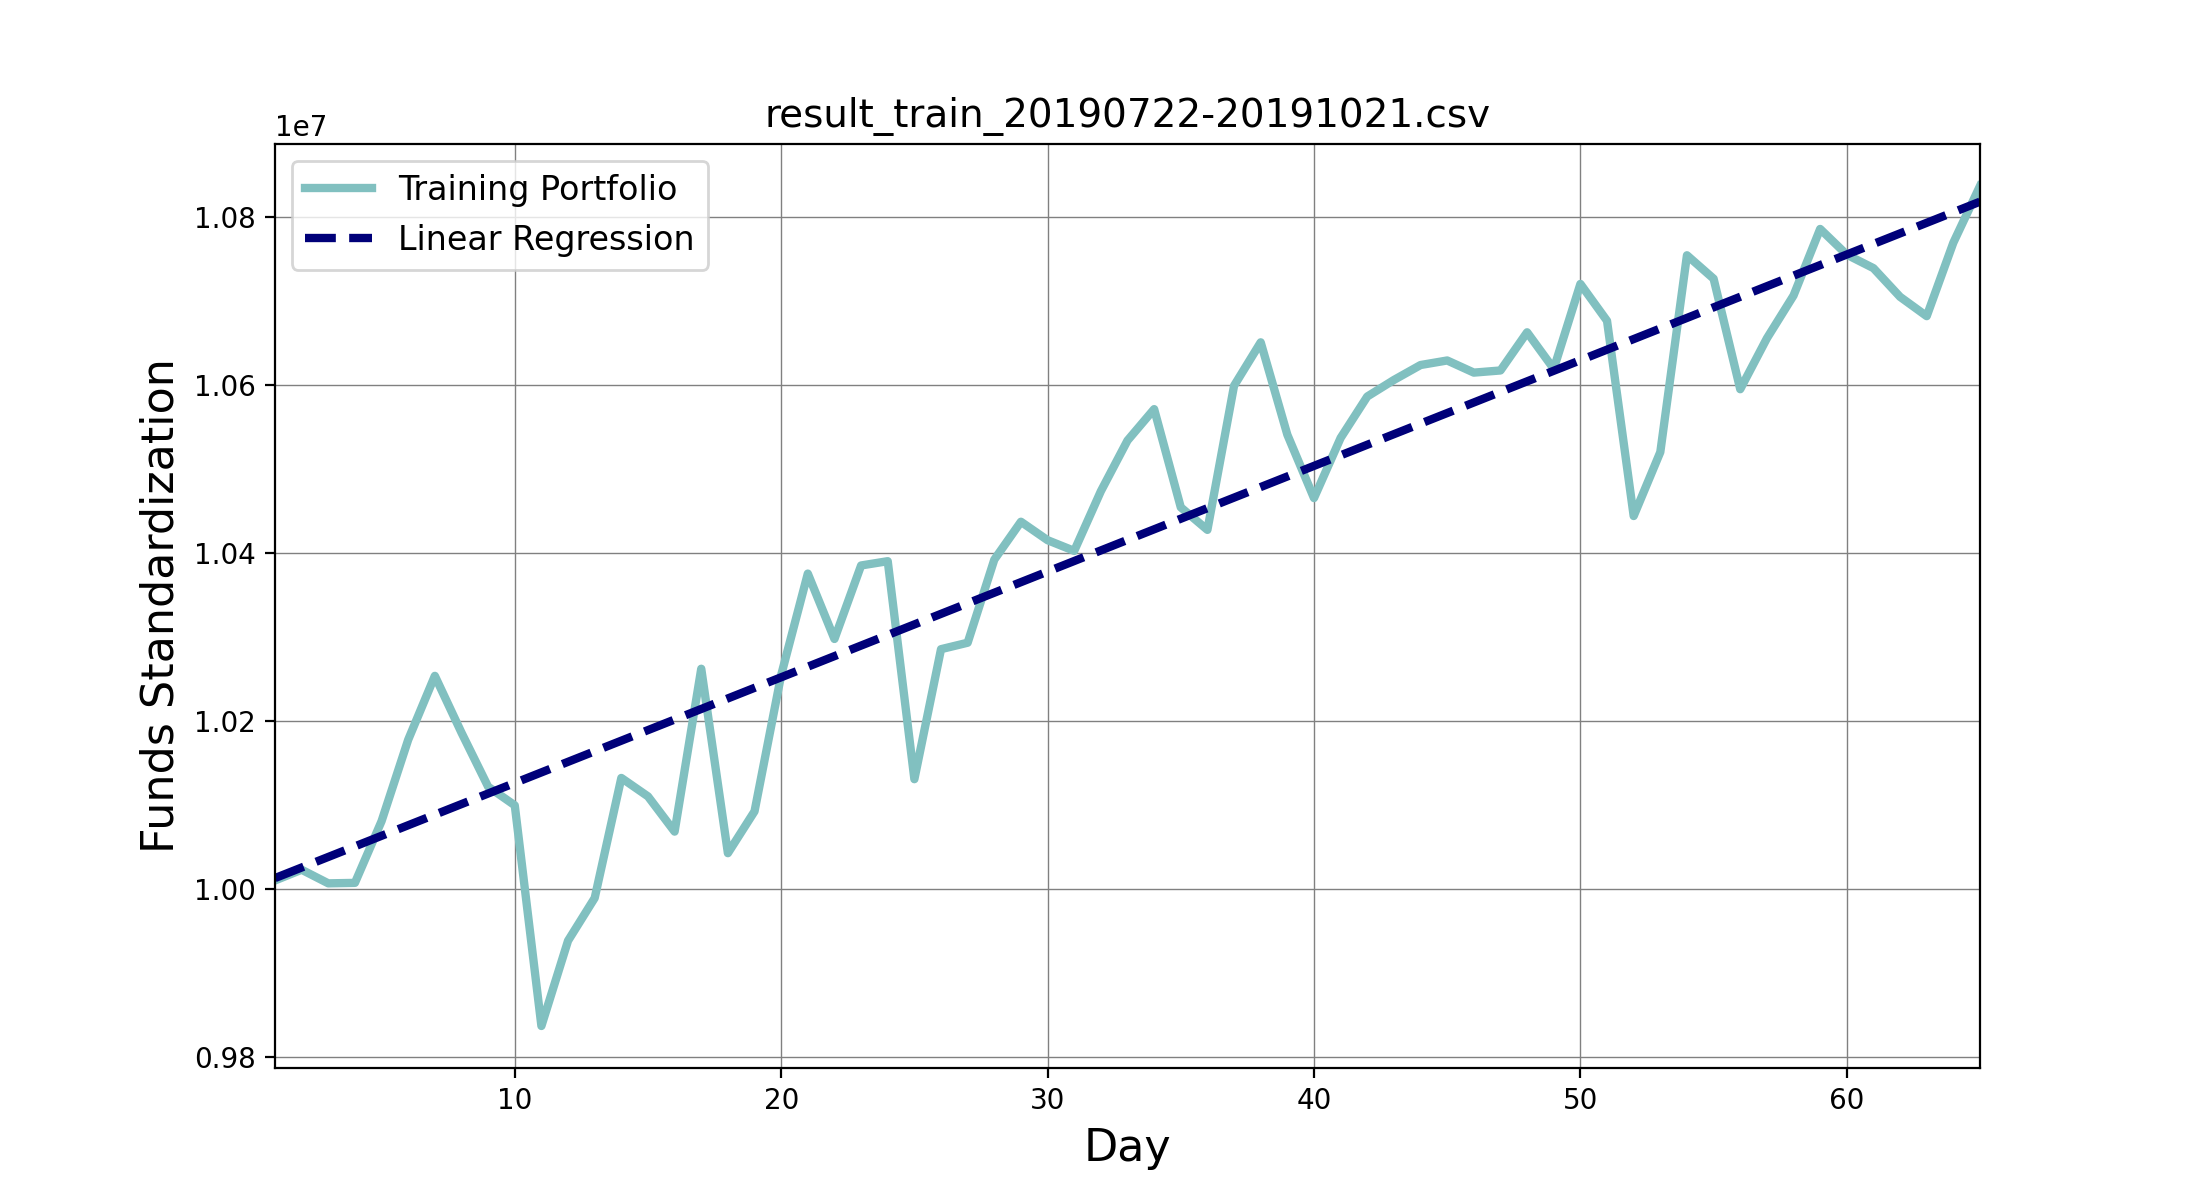 result_train_20190722-20191021.csv
1e7
Training Portfolio
Linear Regression
1.08
1.06
1.04
1.02
1.00
0.98
Funds Standardization
10 20 30 40 50 60
Day